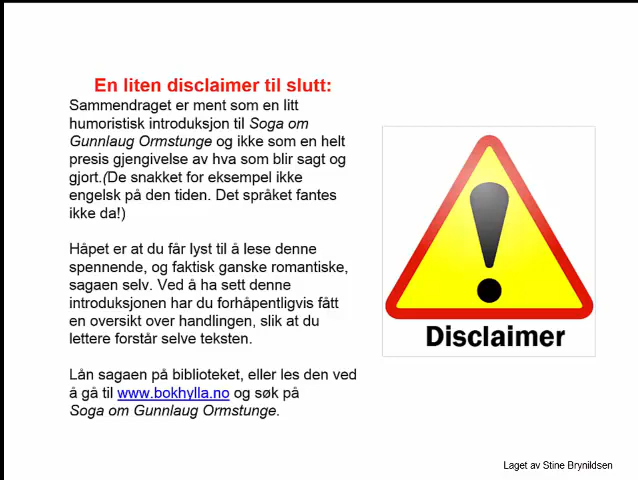 En liten disclaimer til slutt:
Sammendraget er ment som en litt
humoristisk introduksjon til Soga om
Gunnlaug Ormstunge og ikke som en helt
presis gjengivelse av hva som blir sagt og
gjort.(De snakket for eksempel ikke
engelsk på den tiden. Det språket fantes
ikke da!)
Håpet er at du får lyst til å lese denne
spennende, og faktisk ganske romantiske,
sagaen selv. Ved å ha sett denne
introduksjonen har du forhåpentligvis fått
en oversikt over handlingen, slik at du
lettere forstår selve teksten.
Lån sagaen på biblioteket, eller les den ved
å gå til www.bokhylla.no og søk på
Soga om Gunnlaug Ormstunge.
Disclaimer
Laget av Stine Brynildsen